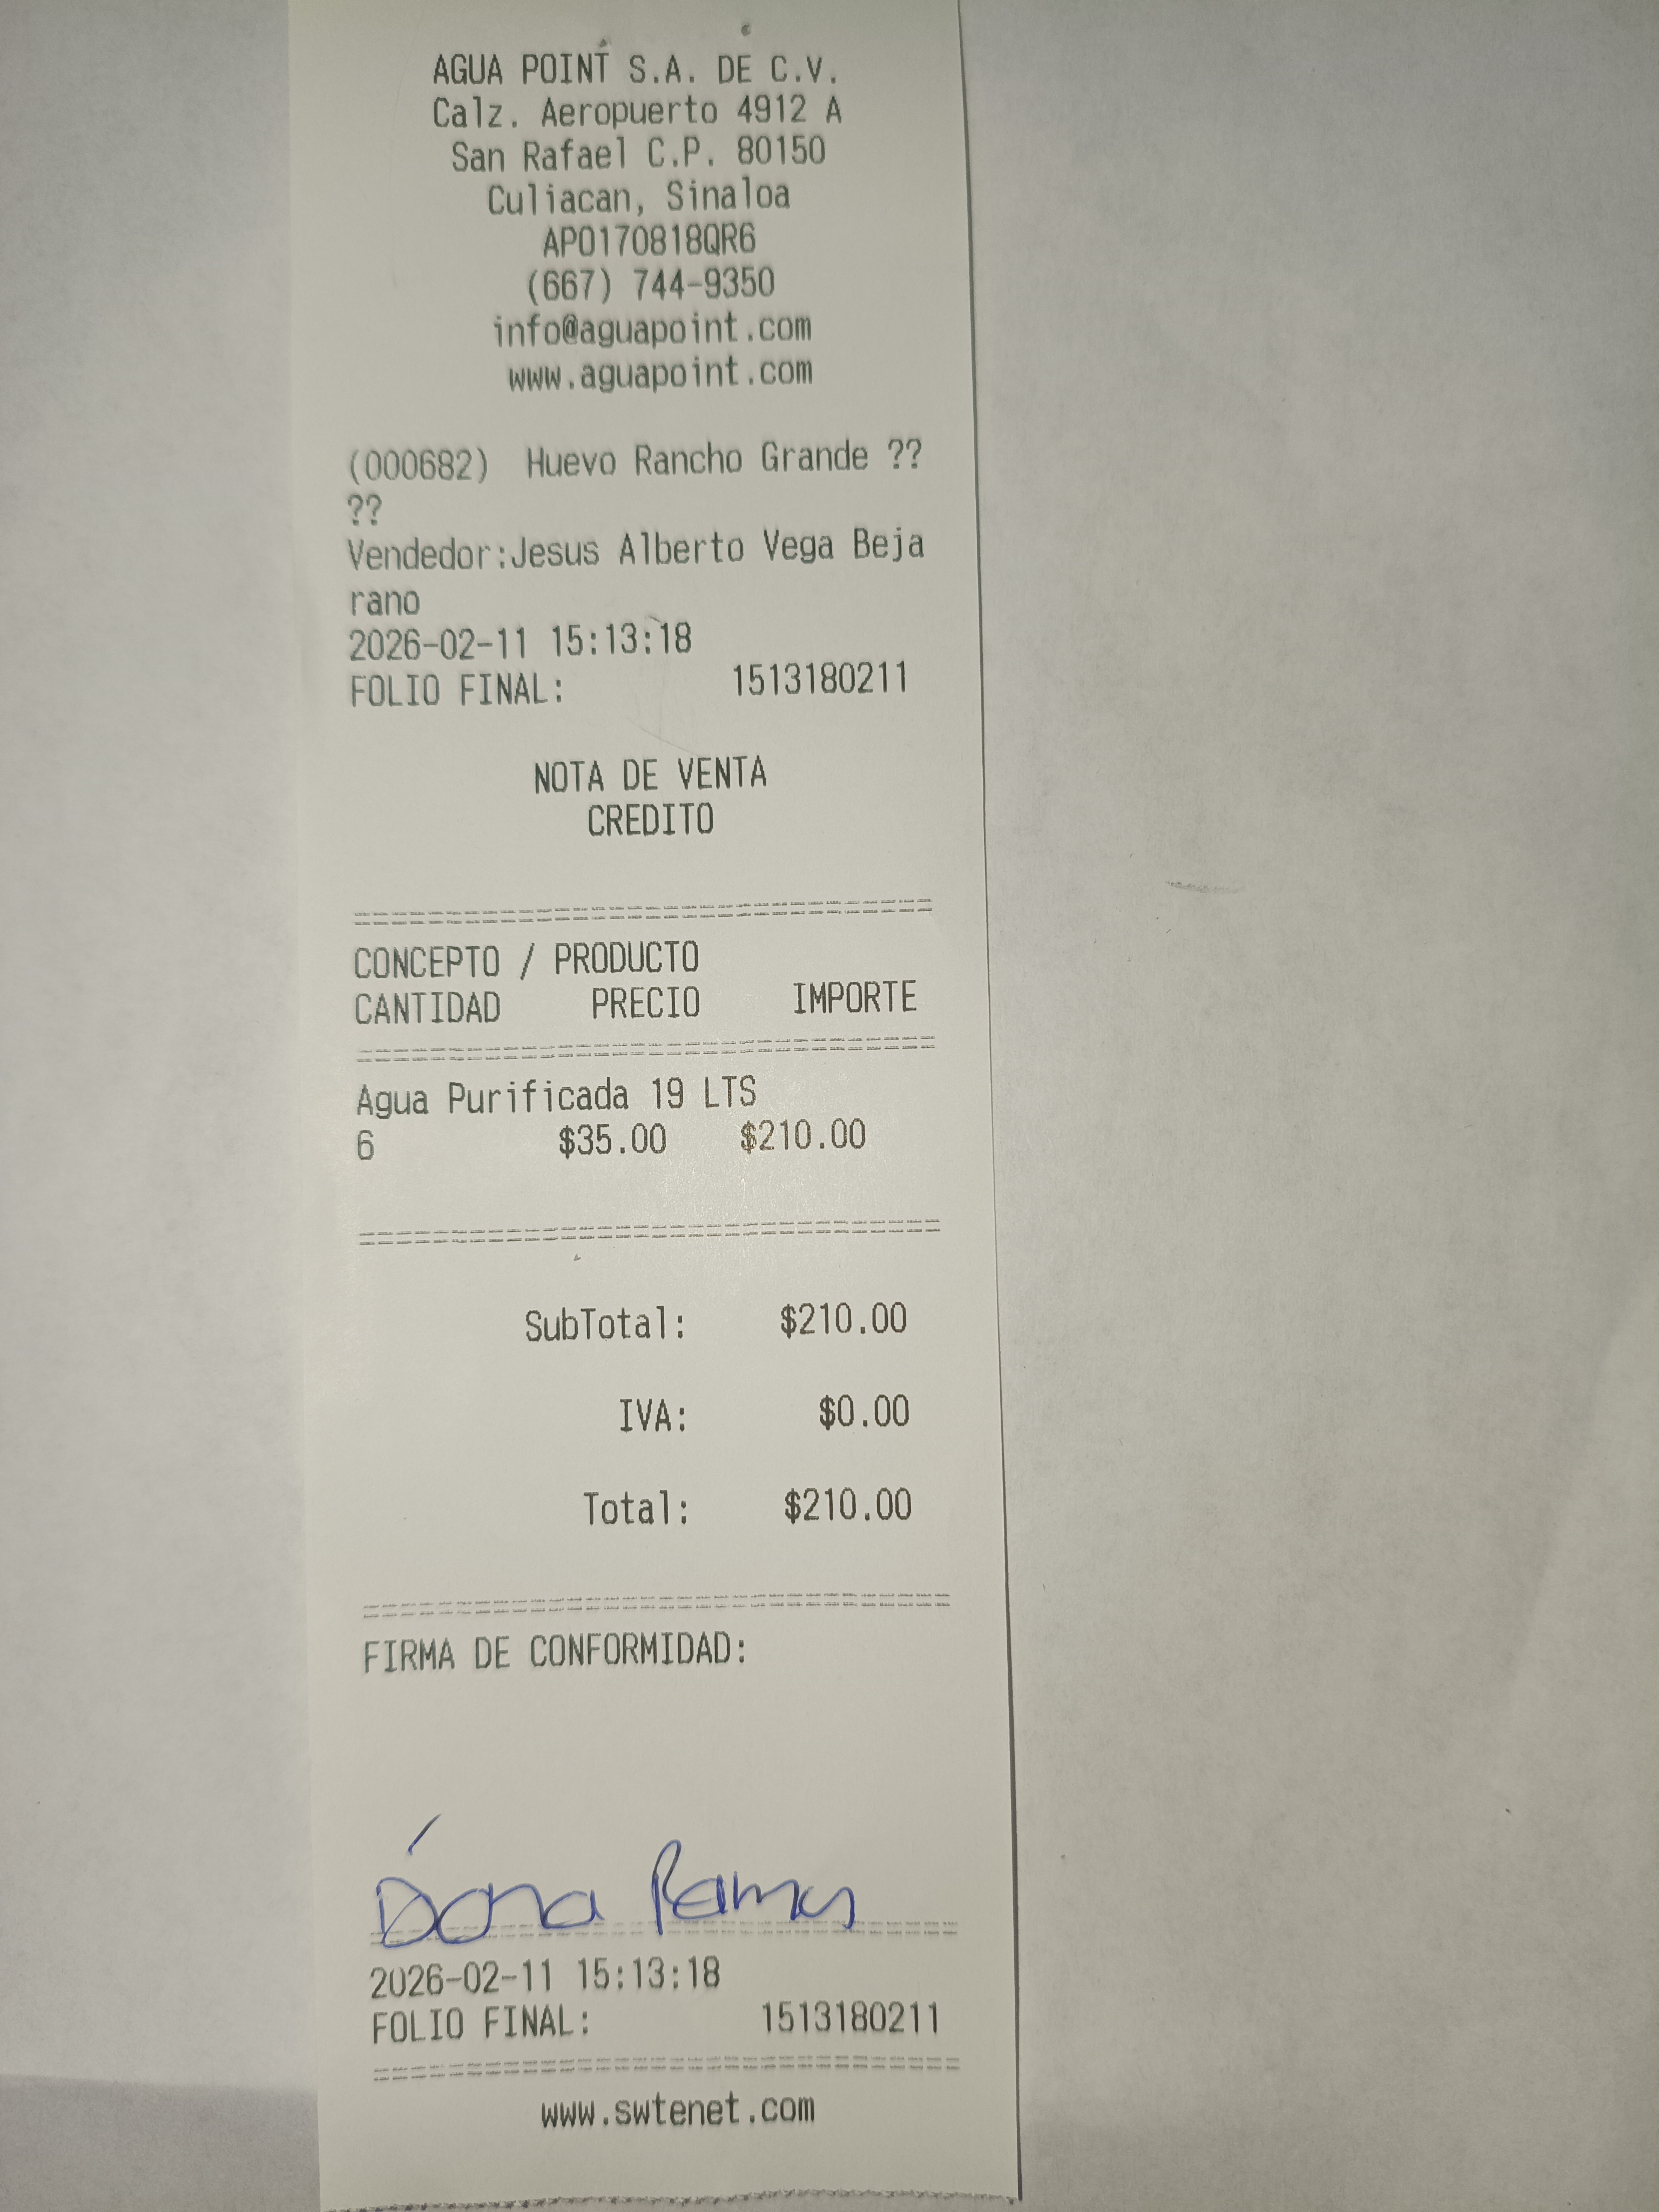 AGUA POINT S.A. DE C.V.
Calz. Aeropuerto 4912 A
San Rafael C.P. 80150
Culiacan, Sinaloa
APO170818QR6
(667) 744-9350
info@aguapoint.com
www.aguapoint.com
(000682) Huevo Rancho Grande ??
??
Vendedor:Jesus Alberto Vega Beja
rano
2026-02-11 15:13:18
FOLIO FINAL: 1513180211
NOTA DE VENTA
CREDITO
CONCEPTO / PRODUCTO
CANTIDAD PRECIO IMPORTE
Agua Purificada 19 LTS
6 $35.00 $210.00
SubTotal: $210.00
IVA: $0.00
Total: $210.00
FIRMA DE CONFORMIDAD:
Ramos
2026-02-11 15:13:18
FOLIO FINAL: 1513180211
www.swtenet.com